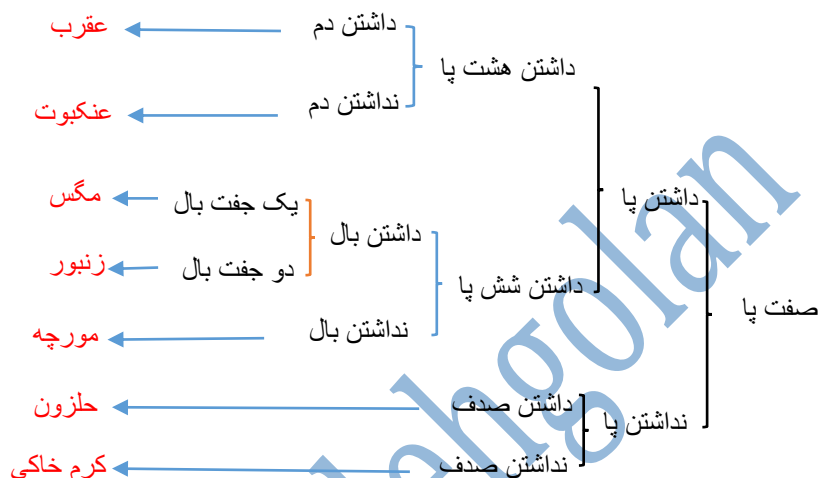 داشتن دم عقرب
داشتن هشت پا
نداشتن دم عنکبوت
داشتن پا
یک جفت بال مگس
داشتن بال
دو جفت بال زنبور
داشتن شش پا
صفت پا
نداشتن بال مورچه
داشتن صدف حلزون
نداشتن پا
نداشتن صدف کرم خاکی
ahgolan